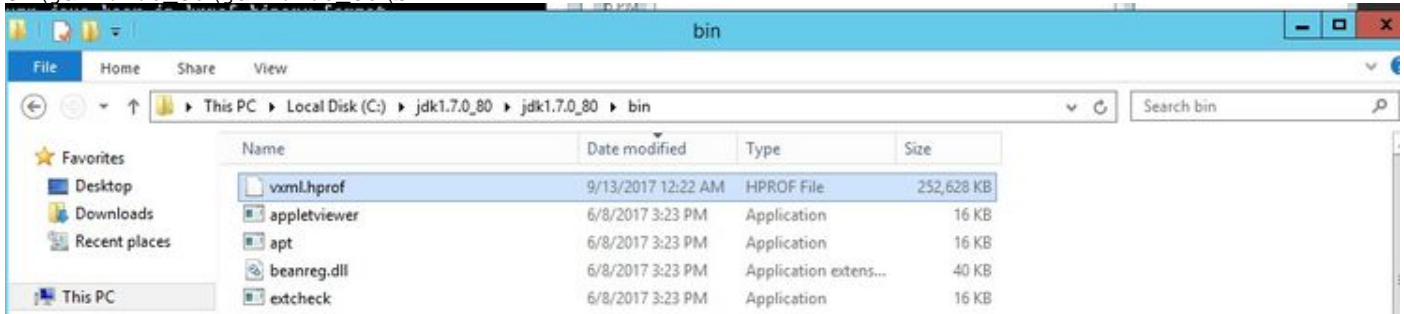 bin
File Home Share View
This PC Local Disk (C:) jdk1.7.0_80 jdk1.7.0_80 bin Search bin
Favorites
Desktop
Downloads
Recent places
This PC
Name Date modified Type Size
vxml.hprof 9/13/2017 12:22 AM HPROF File 252,628 KB
appletviewer 6/8/2017 3:23 PM Application 16 KB
apt 6/8/2017 3:23 PM Application 16 KB
beanreg.dll 6/8/2017 3:23 PM Application extens... 40 KB
extcheck 6/8/2017 3:23 PM Application 16 KB